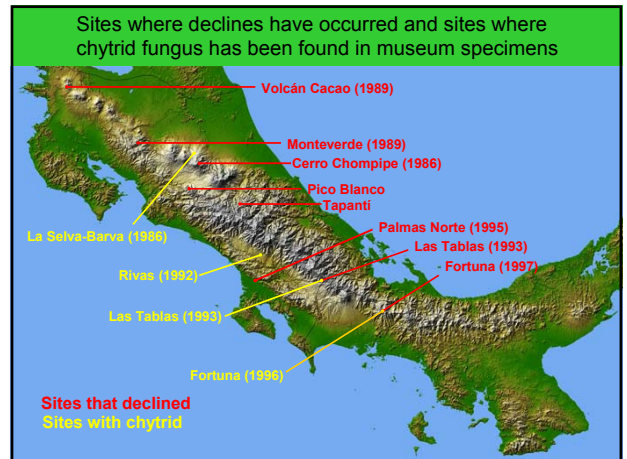 Sites where declines have occurred and sites where
chytrid fungus has been found in museum specimens
Volcán Cacao (1989)
Monteverde (1989)
Cerro Chompipe (1986)
Pico Blanco
Tapantí
La Selva-Barva (1986)
Palmas Norte (1995)
Las Tablas (1993)
Rivas (1992)
Fortuna (1997)
Las Tablas (1993)
Fortuna (1996)
Sites that declined
Sites with chytrid